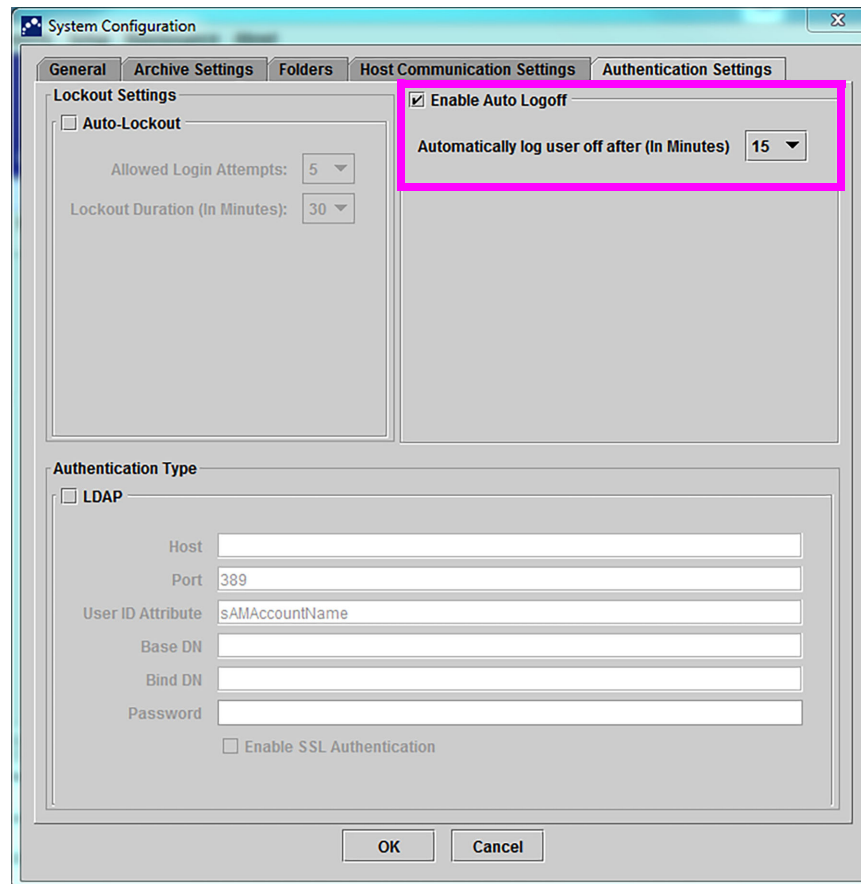 System Configuration
General Archive Settings Folders Host Communication Settings Authentication Settings
Lockout Settings
Auto-Lockout
Allowed Login Attempts: 5
Lockout Duration (In Minutes): 30
Enable Auto Logoff
Automatically log user off after (In Minutes) 15
Authentication Type
LDAP
Host
Port 389
User ID Attribute sAMAccountName
Base DN
Bind DN
Password
Enable SSL Authentication
OK Cancel